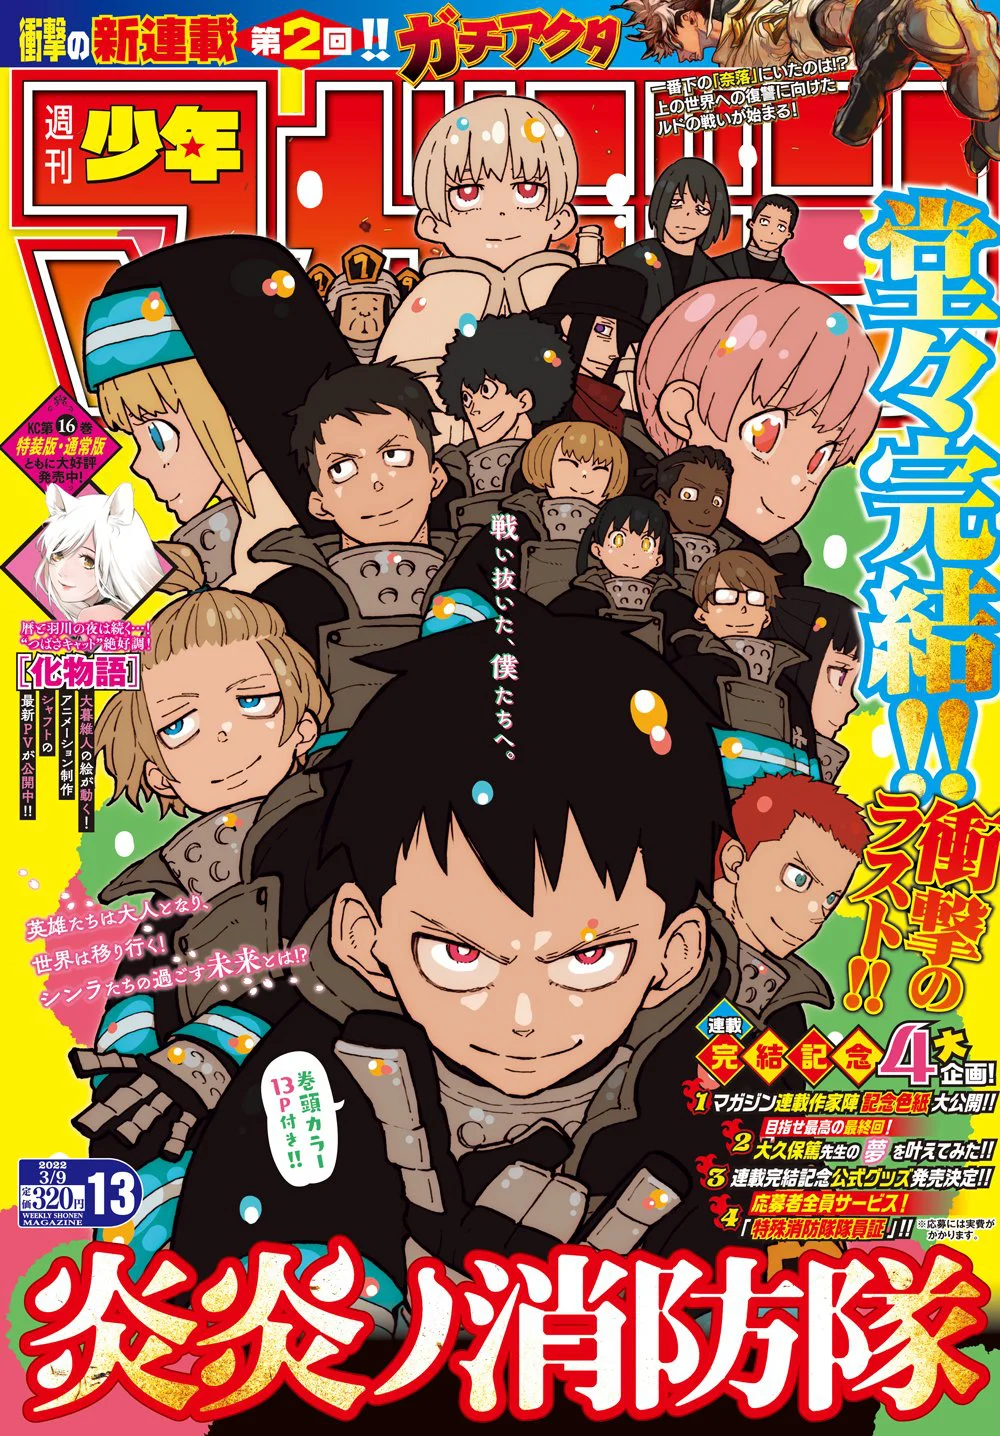 衝撃の新連載第2回!!ガチアクタ
一番下の「奈落」にいたのは!?
上の世界への復讐に向けた
ルドの戦いが始まる!
週刊
少年
マガジン
堂々完結!!
衝撃の
ラスト!!
KC第16巻
特装版・通常版
ともに大好評
発売中!
暦と羽川の夜は続く…!
“つばさキャット”絶好調!
[化物語]
大暮維人の絵が動く!
アニメーション制作
シャフトの
最新PVが公開中!!
戦い抜いた、僕たちへ。
英雄たちは大人となり、
世界は移り行く!
シンラたちの過ごす未来とは!?
巻頭カラー
13P付き!!
連載
完結記念4大企画!
1 マガジン連載作家陣 記念色紙 大公開!!
目指せ最高の最終回!
2 大久保篤先生の夢を叶えてみた!!
3 連載完結記念公式グッズ発売決定!!
応募者全員サービス!
4 「特殊消防隊隊員証」!!
※応募には実費が
かかります。
2022
3/9
定価320円
13
WEEKLY SHONEN
MAGAZINE
炎炎ノ消防隊